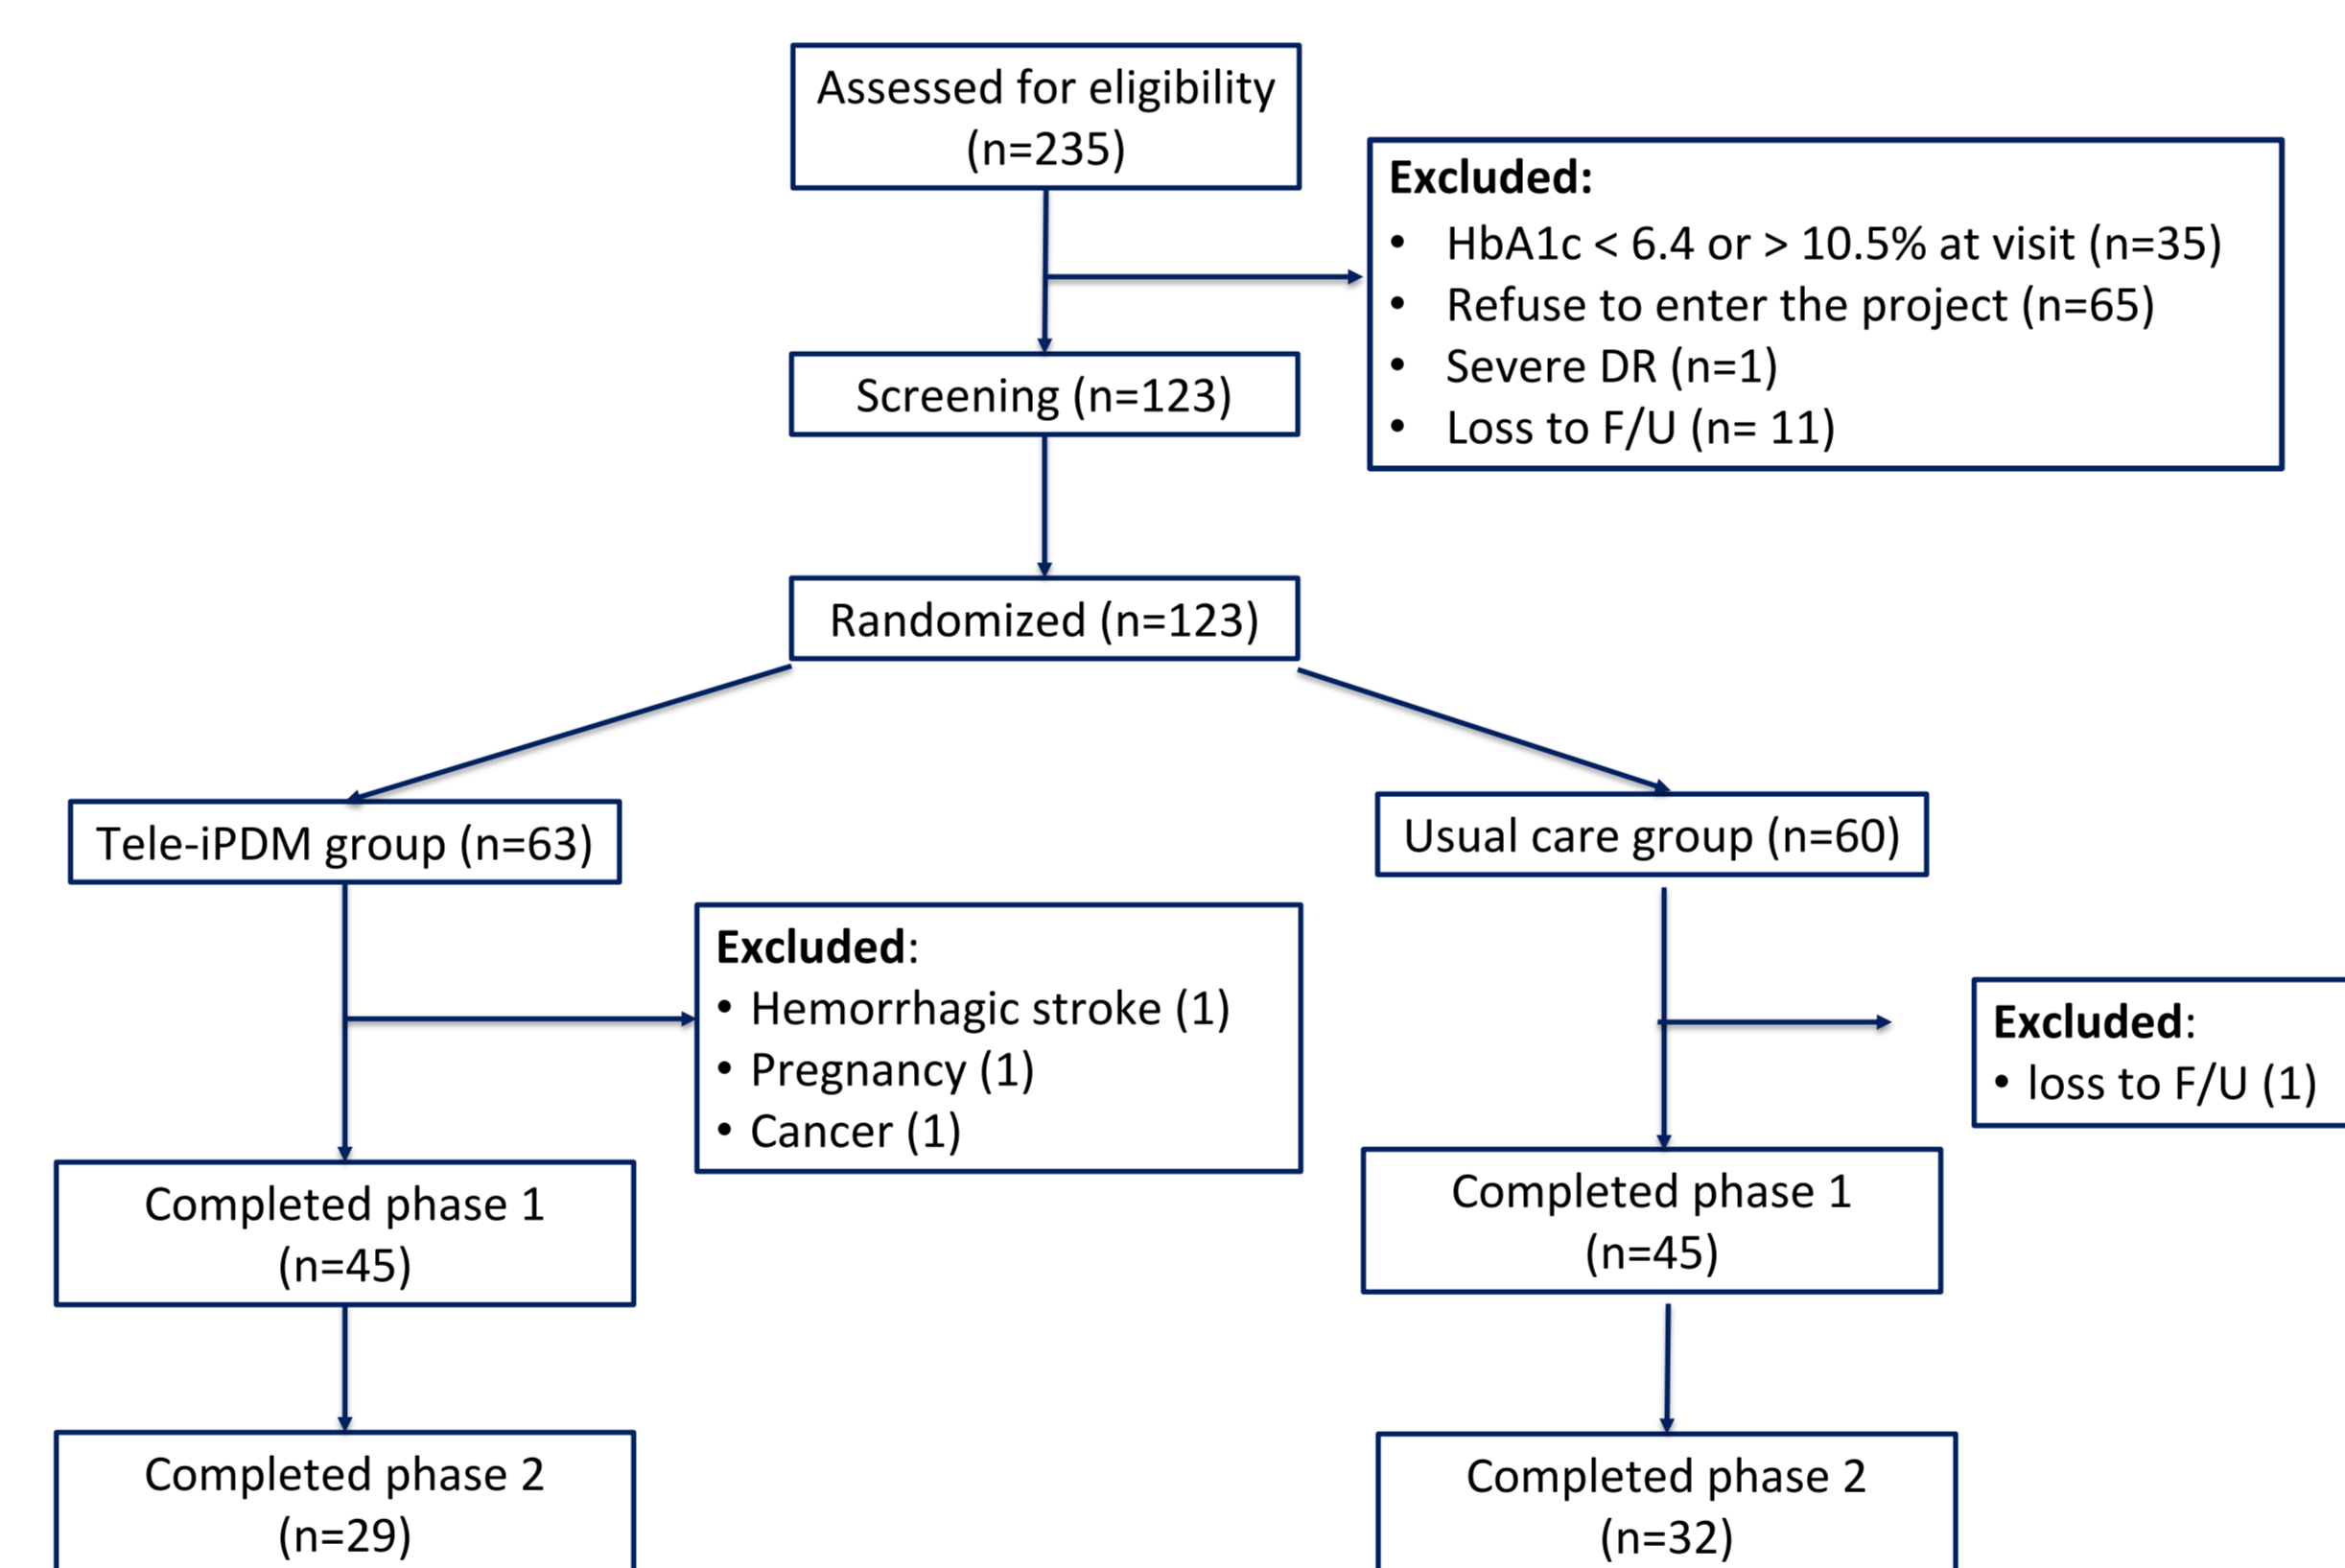 Assessed for eligibility
(n=235)
Excluded:
• HbA1c < 6.4 or > 10.5% at visit (n=35)
• Refuse to enter the project (n=65)
• Severe DR (n=1)
• Loss to F/U (n= 11)
Screening (n=123)
Randomized (n=123)
Tele-iPDM group (n=63)
Usual care group (n=60)
Excluded:
• Hemorrhagic stroke (1)
• Pregnancy (1)
• Cancer (1)
Excluded:
• loss to F/U (1)
Completed phase 1
(n=45)
Completed phase 1
(n=45)
Completed phase 2
(n=29)
Completed phase 2
(n=32)